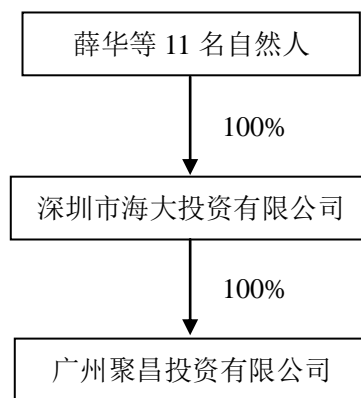 薛华等 11 名自然人
100%
深圳市海大投资有限公司
100%
广州聚昌投资有限公司